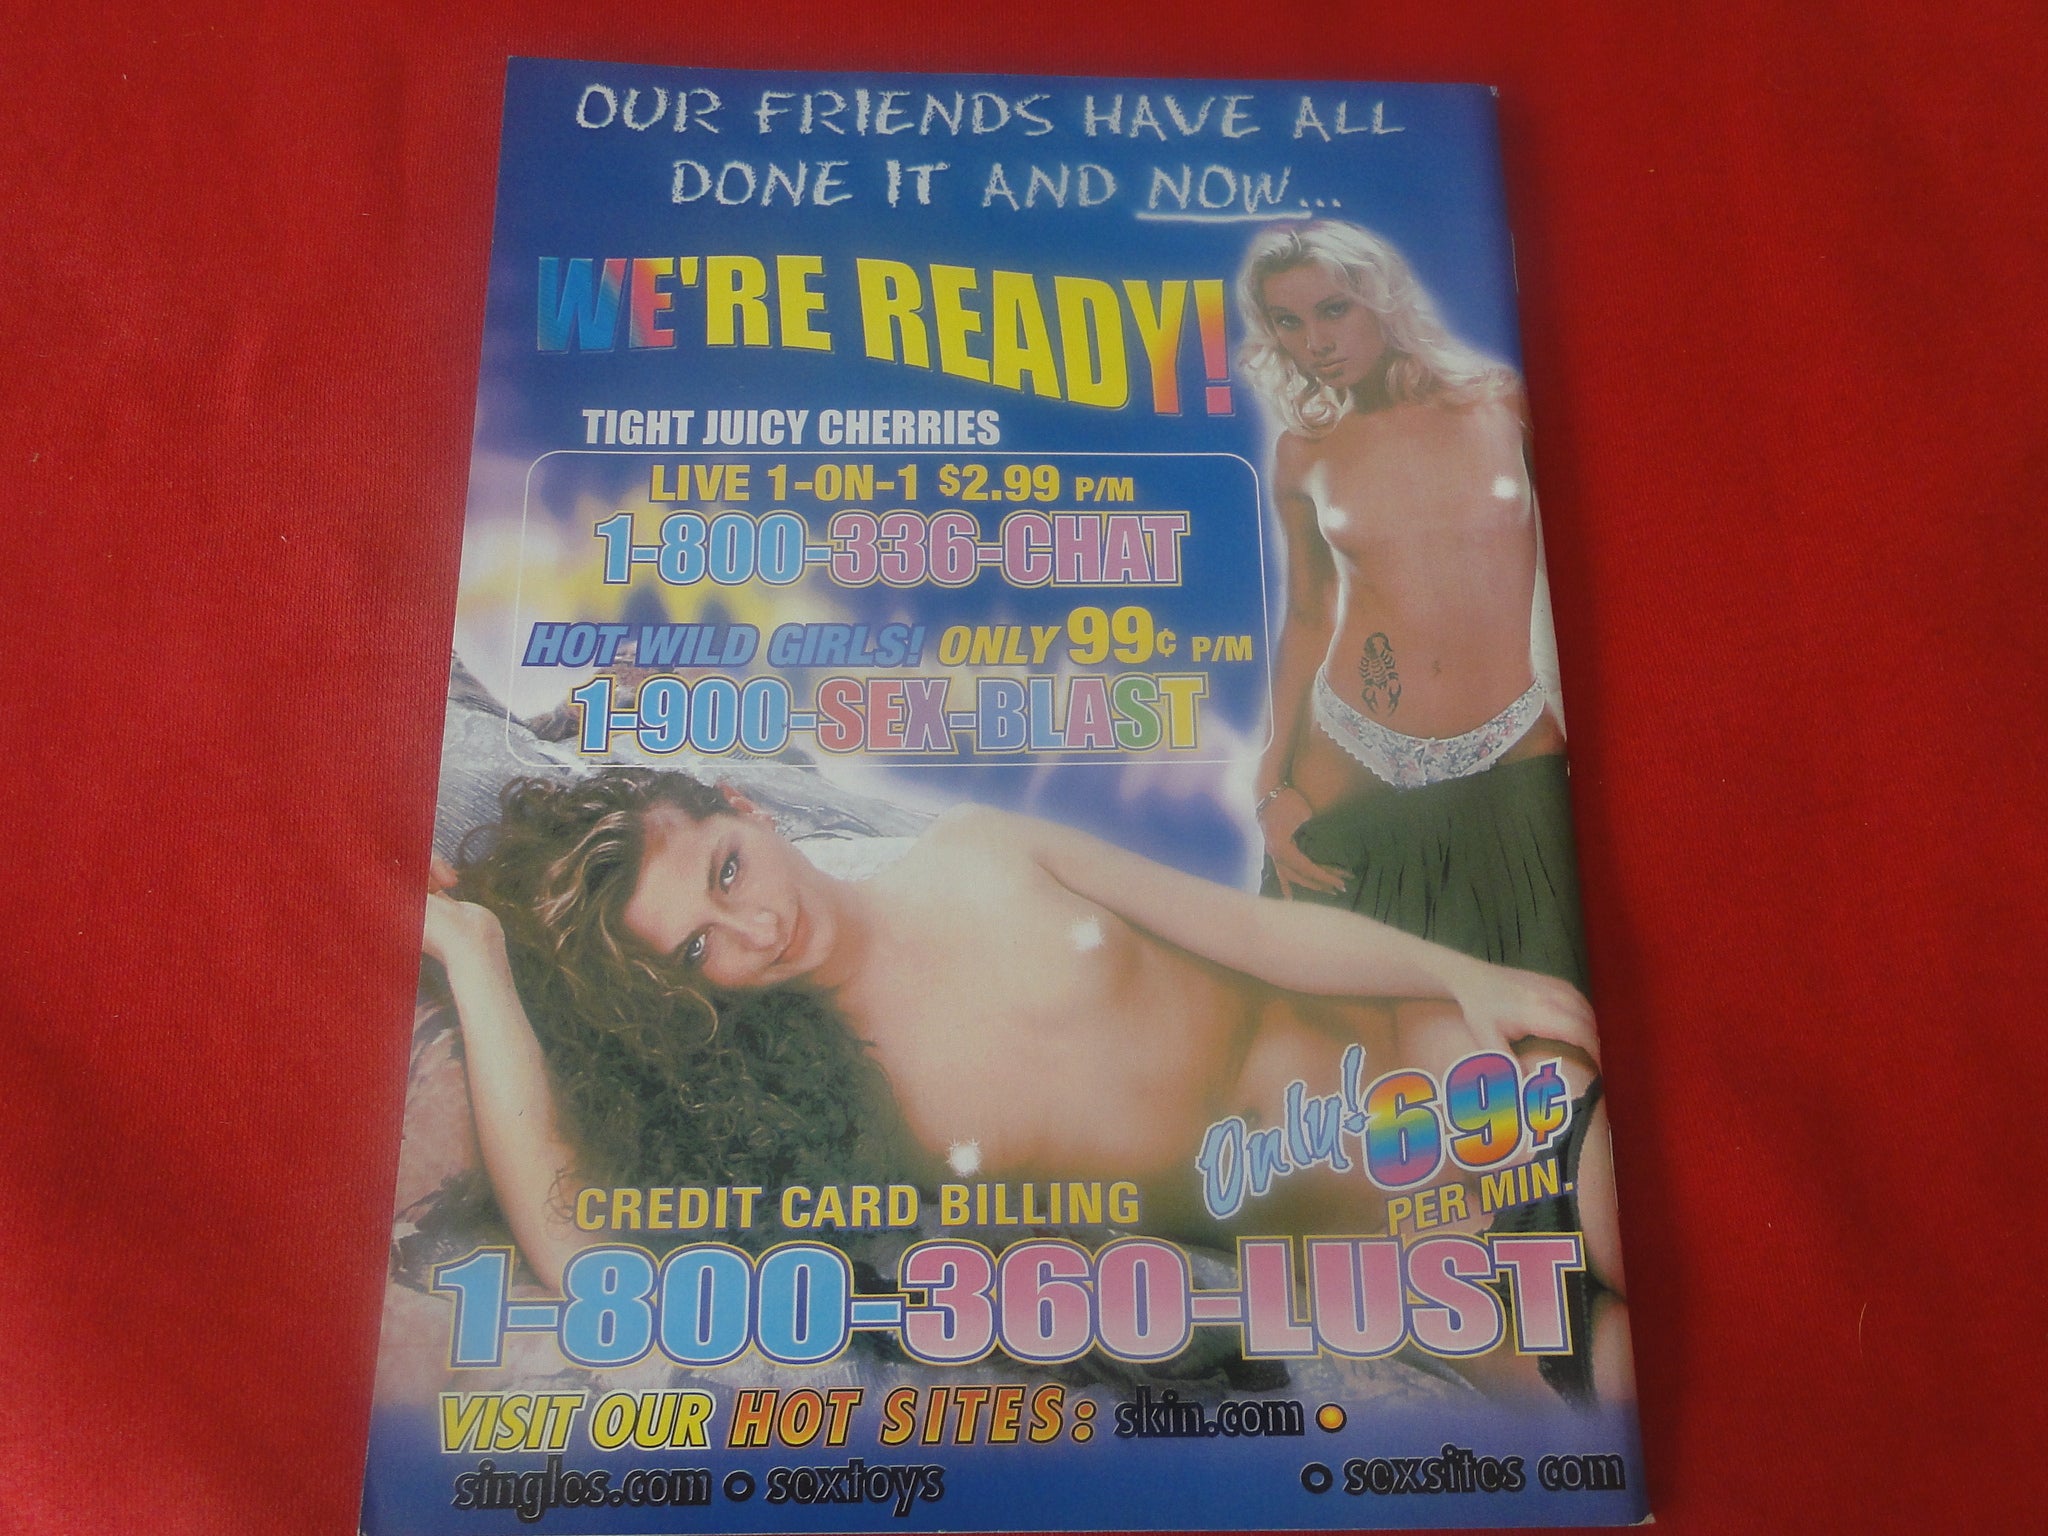 OUR FRIENDS HAVE ALL
DONE IT AND NOW...
WE'RE READY!
TIGHT JUICY CHERRIES
LIVE 1-ON-1 $2.99 P/M
1-800-336-CHAT
HOT WILD GIRLS! ONLY 99¢ P/M
1-900-SEX-BLAST
Only! 69¢
PER MIN.
CREDIT CARD BILLING
1-800-360-LUST
VISIT OUR HOT SITES: skin.com •
singles.com • sextoys • sexsites com